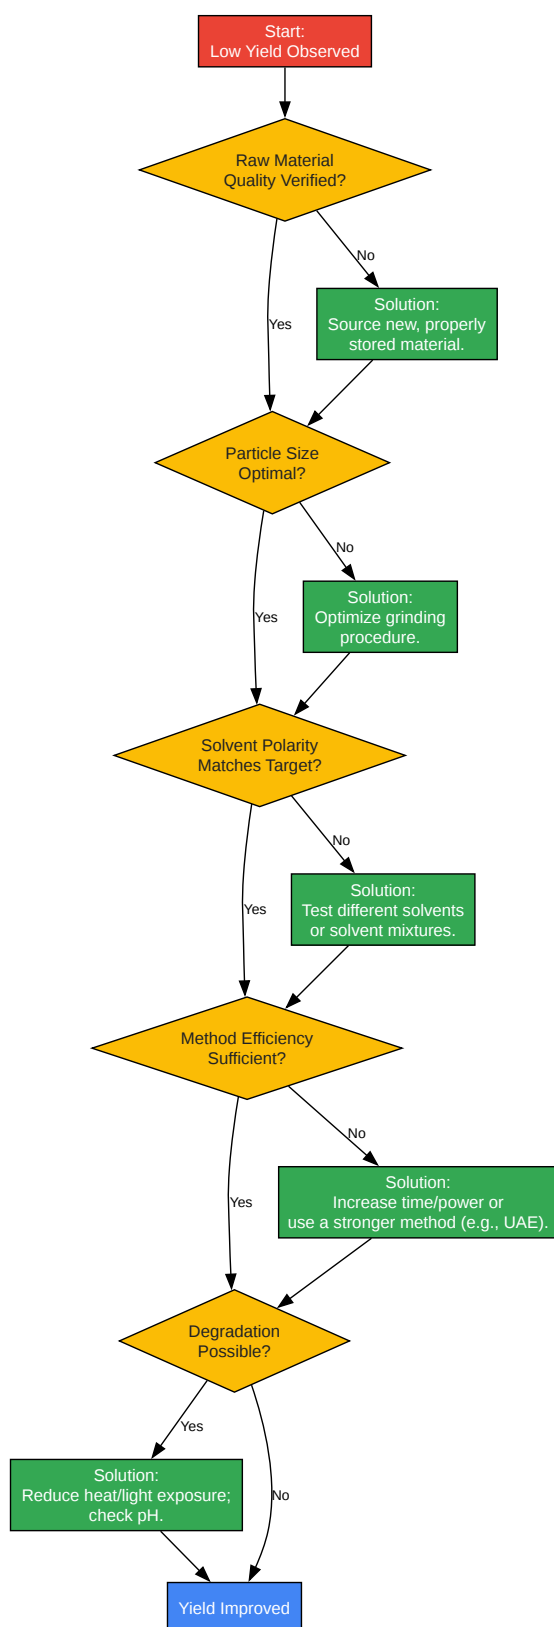 Start:
Low Yield Observed
Raw Material
Quality Verified?
No
Yes
Solution:
Source new, properly
stored material.
Particle Size
Optimal?
No
Yes
Solution:
Optimize grinding
procedure.
Solvent Polarity
Matches Target?
No
Yes
Solution:
Test different solvents
or solvent mixtures.
Method Efficiency
Sufficient?
No
Yes
Solution:
Increase time/power or
use a stronger method (e.g., UAE).
Degradation
Possible?
Yes
No
Solution:
Reduce heat/light exposure;
check pH.
Yield Improved